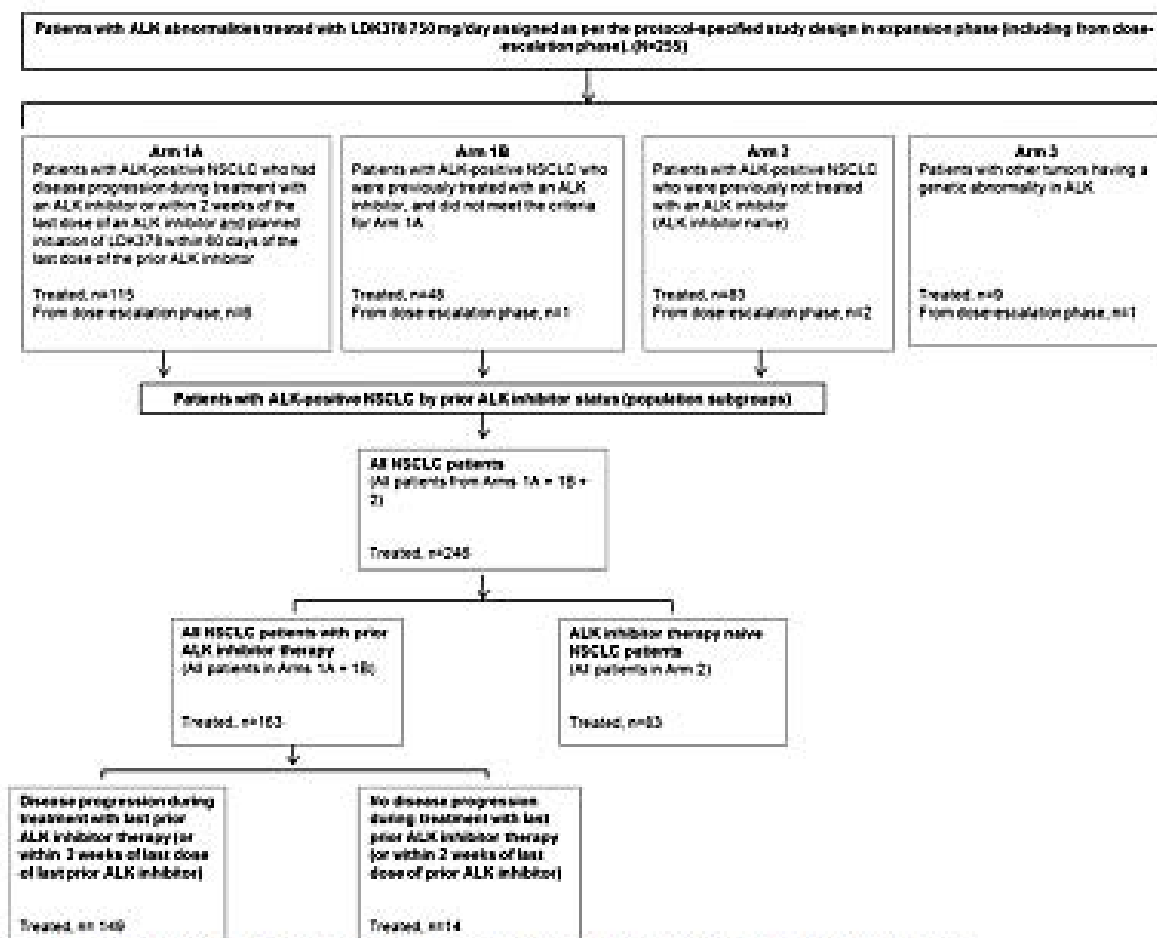 Patients with ALK abnormalities treated with LDK378 750 mg/day assigned as per the protocol-specified study design in expansion phase (including from dose-
escalation phase). (N=255)
Arm 1A
Patients with ALK-positive NSCLC who had
disease progression during treatment with
an ALK inhibitor or within 2 weeks of the
last dose of an ALK inhibitor and planned
initiation of LDK378 within 60 days of the
last dose of the prior ALK inhibitor
Treated, n=115
From dose-escalation phase, n=6
Arm 1B
Patients with ALK-positive NSCLC who
were previously treated with an ALK
inhibitor, and did not meet the criteria
for Arm 1A
Treated, n=48
From dose-escalation phase, n=1
Arm 2
Patients with ALK-positive NSCLC
who were previously not treated
with an ALK inhibitor
(ALK inhibitor naive)
Treated, n=83
From dose-escalation phase, n=2
Arm 3
Patients with other tumors having a
genetic abnormality in ALK
Treated, n=9
From dose-escalation phase, n=1
Patients with ALK-positive NSCLC by prior ALK inhibitor status (population subgroups)
All NSCLC patients
(All patients from Arms 1A + 1B +
2)
Treated, n=246
All NSCLC patients with prior
ALK inhibitor therapy
(All patients in Arms 1A + 1B)
Treated, n=163
ALK inhibitor therapy naive
NSCLC patients
(All patients in Arm 2)
Treated, n=83
Disease progression during
treatment with last prior
ALK inhibitor therapy (or
within 2 weeks of last dose
of last prior ALK inhibitor)
Treated, n= 149
No disease progression
during treatment with last
prior ALK inhibitor therapy
(or within 2 weeks of last
dose of prior ALK inhibitor)
Treated, n=14